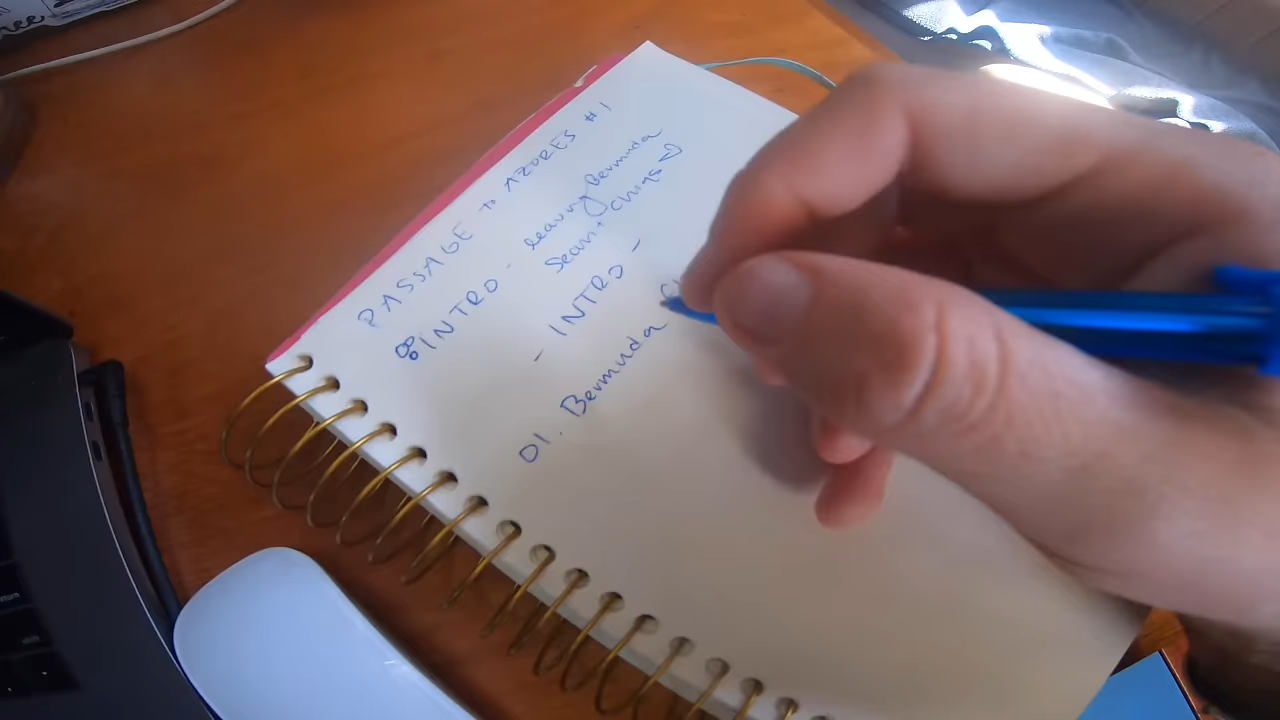 PASSAGE to AZORES #1
INTRO - leaving Bermuda
Sean + Chris ♡
- INTRO -
01. Bermuda